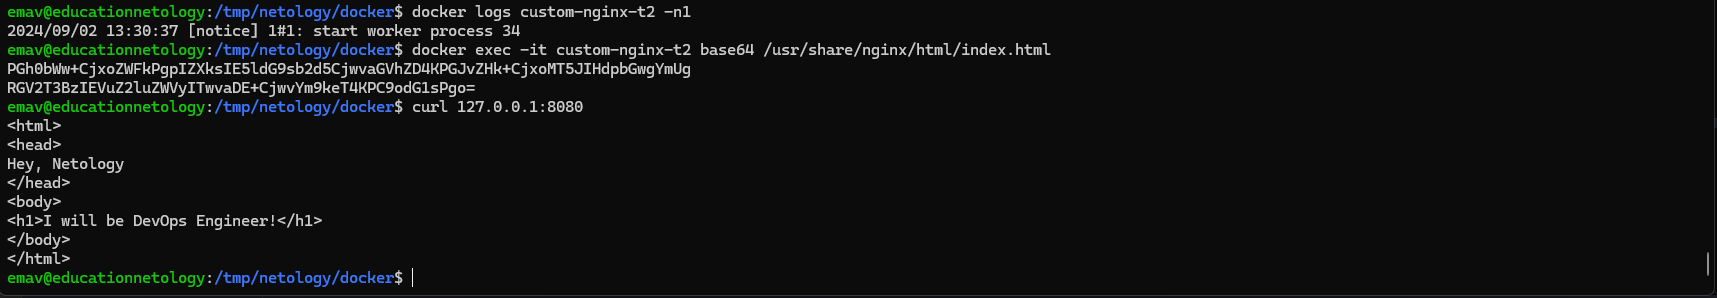 emav@educationnetology:/tmp/netology/docker$ docker logs custom-nginx-t2 -n1
2024/09/02 13:30:37 [notice] 1#1: start worker process 34
emav@educationnetology:/tmp/netology/docker$ docker exec -it custom-nginx-t2 base64 /usr/share/nginx/html/index.html
PGh0bWw+CjxoZWFkPgpIZXksIE5ldG9sb2d5CjwvaGVhZD4KPGJvZHk+CjxoMT5JIHdpbGwgYmUg
RGV2T3BzIEVuZ2luZWVyITwvaDE+CjwvYm9keT4KPC9odG1sPgo=
emav@educationnetology:/tmp/netology/docker$ curl 127.0.0.1:8080
<html>
<head>
Hey, Netology
</head>
<body>
<h1>I will be DevOps Engineer!</h1>
</body>
</html>
emav@educationnetology:/tmp/netology/docker$